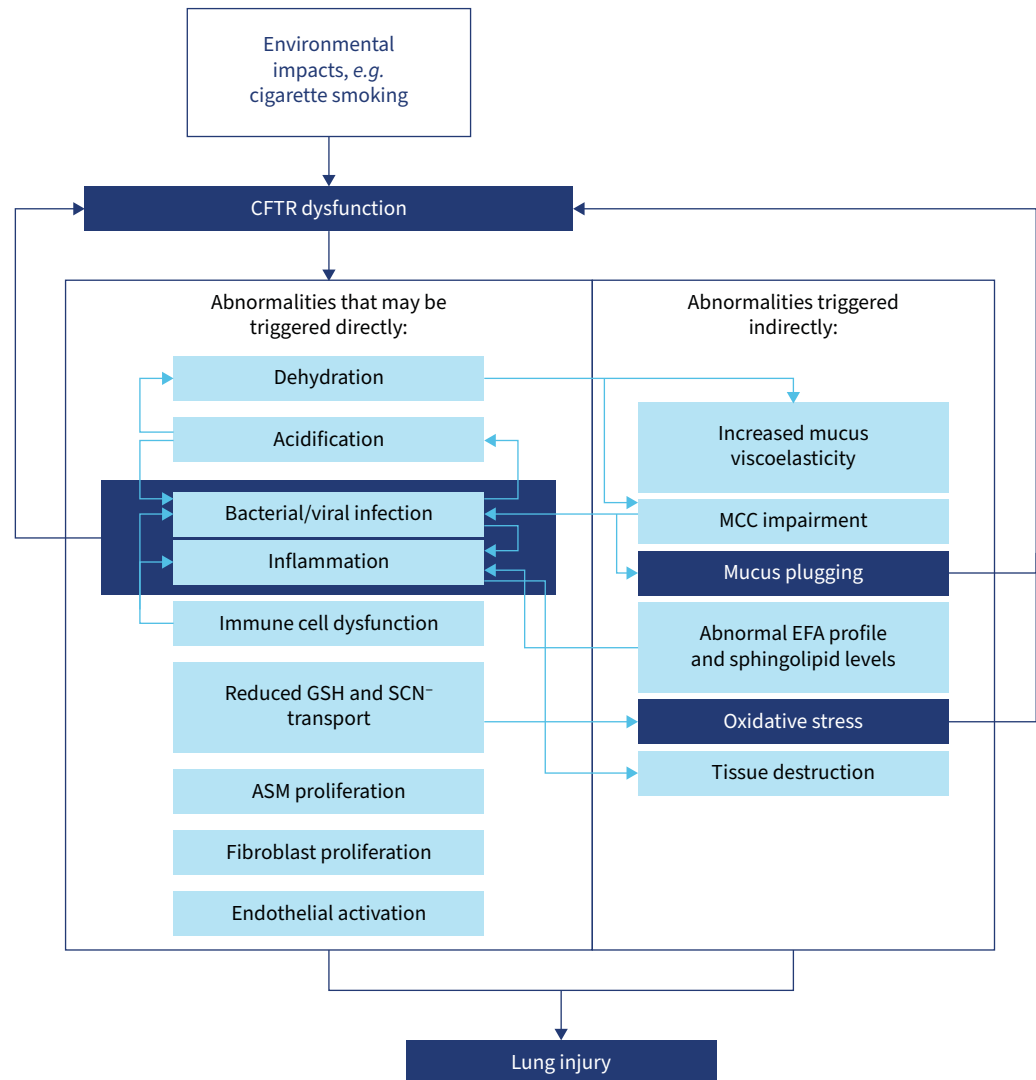 Environmental
impacts, e.g.
cigarette smoking
CFTR dysfunction
Abnormalities that may be
triggered directly:
Dehydration
Acidification
Bacterial/viral infection
Inflammation
Immune cell dysfunction
Reduced GSH and SCN⁻
transport
ASM proliferation
Fibroblast proliferation
Endothelial activation
Abnormalities triggered
indirectly:
Increased mucus
viscoelasticity
MCC impairment
Mucus plugging
Abnormal EFA profile
and sphingolipid levels
Oxidative stress
Tissue destruction
Lung injury